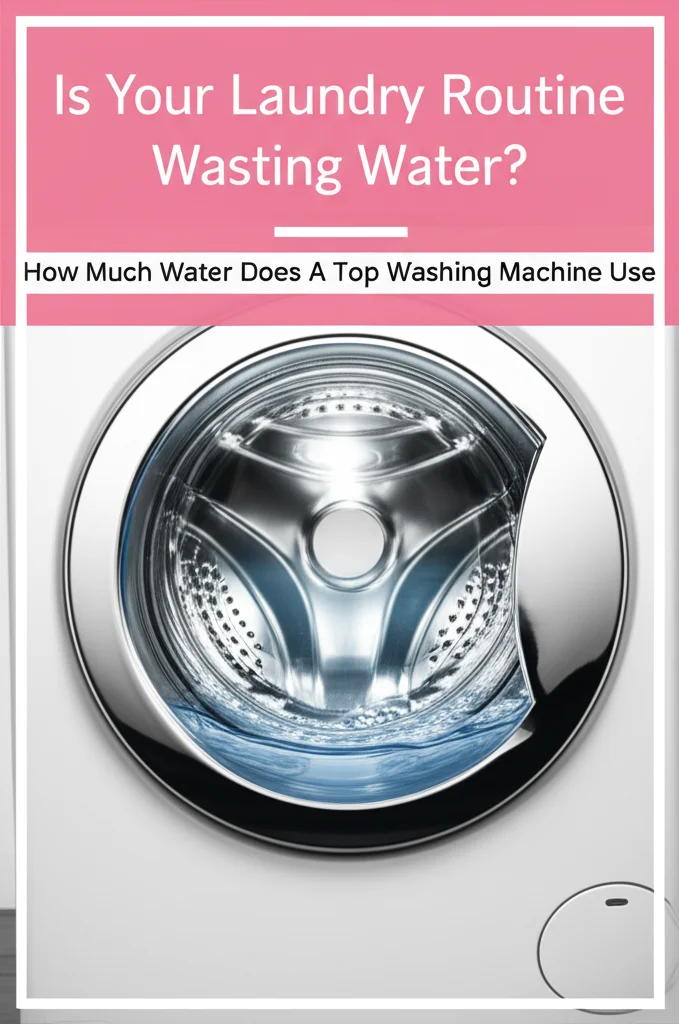 Is Your Laundry Routine
Wasting Water?
How Much Water Does A Top Washing Machine Use